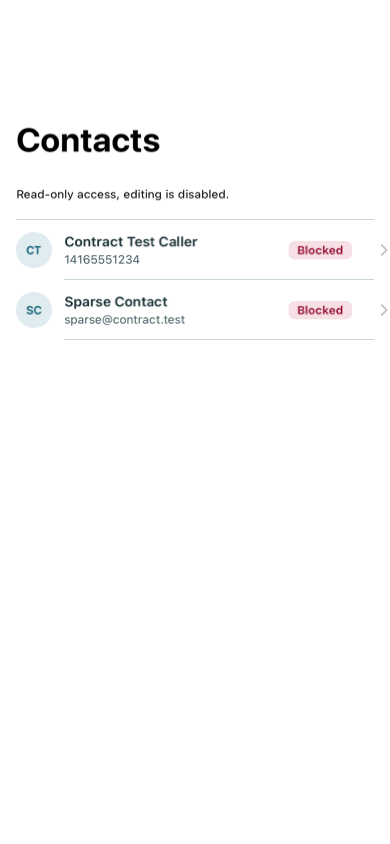 Contacts
Read-only access, editing is disabled.
CT
Contract Test Caller
14165551234
Blocked
SC
Sparse Contact
sparse@contract.test
Blocked